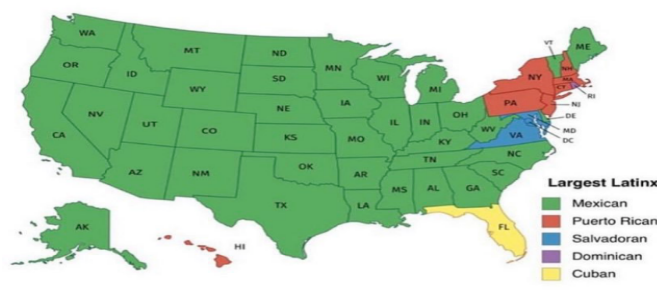 WA
OR
CA
NV
ID
MT
WY
UT
AZ
CO
NM
ND
SD
NE
KS
OK
TX
MN
IA
MO
AR
LA
WI
IL
MI
IN
OH
KY
TN
MS
AL
GA
FL
SC
NC
VA
WV
PA
NY
VT
NH
ME
MA
CT
RI
NJ
DE
MD
DC
AK
HI
Largest Latinx
Mexican
Puerto Rican
Salvadoran
Dominican
Cuban